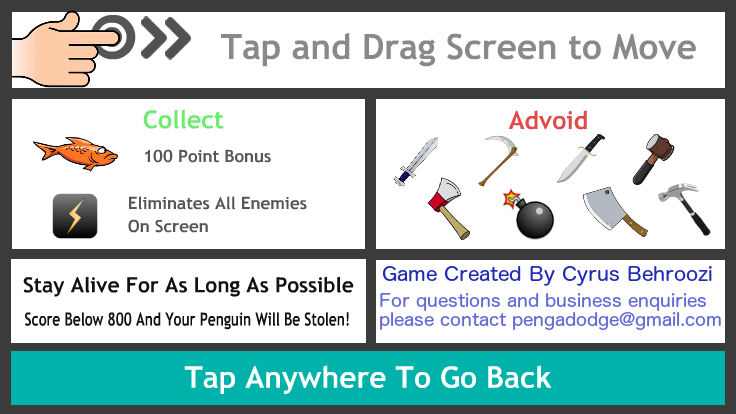 Tap and Drag Screen to Move
Collect
100 Point Bonus
Eliminates All Enemies
On Screen
Advoid
Stay Alive For As Long As Possible
Score Below 800 And Your Penguin Will Be Stolen!
Game Created By Cyrus Behroozi
For questions and business enquiries
please contact pengadodge@gmail.com
Tap Anywhere To Go Back